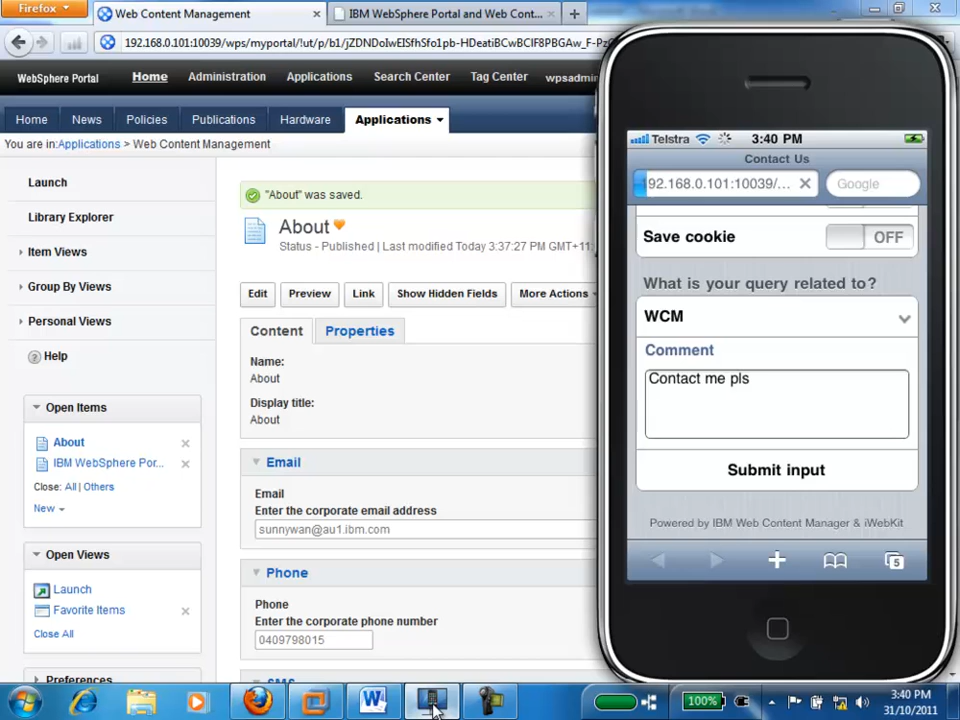 Firefox
Web Content Management
IBM WebSphere Portal and Web Cont...
192.168.0.101:10039/wps/myportal/!ut/p/b1/
WebSphere Portal
Home
Administration
Applications
Search Center
Tag Center
wpsadmin
Home
News
Policies
Publications
Hardware
Applications
You are in: Applications > Web Content Management
Launch
Library Explorer
Item Views
Group By Views
Personal Views
? Help
Open Items
About
IBM WebSphere Por...
Close: All | Others
New
Open Views
Launch
Favorite Items
Close All
Preferences
"About" was saved.
About
Status - Published | Last modified Today 3:37:27 PM GMT+11:
Edit
Preview
Link
Show Hidden Fields
More Actions
Content
Properties
Name:
About
Display title:
About
Email
Email
Enter the corporate email address
sunnywan@au1.ibm.com
Phone
Phone
Enter the corporate phone number
0409798015
SMS
Telstra
3:40 PM
Contact Us
192.168.0.101:10039/...
Google
Save cookie
OFF
What is your query related to?
WCM
Comment
Contact me pls
Submit input
Powered by IBM Web Content Manager & iWebKit
5
100%
3:40 PM
31/10/2011